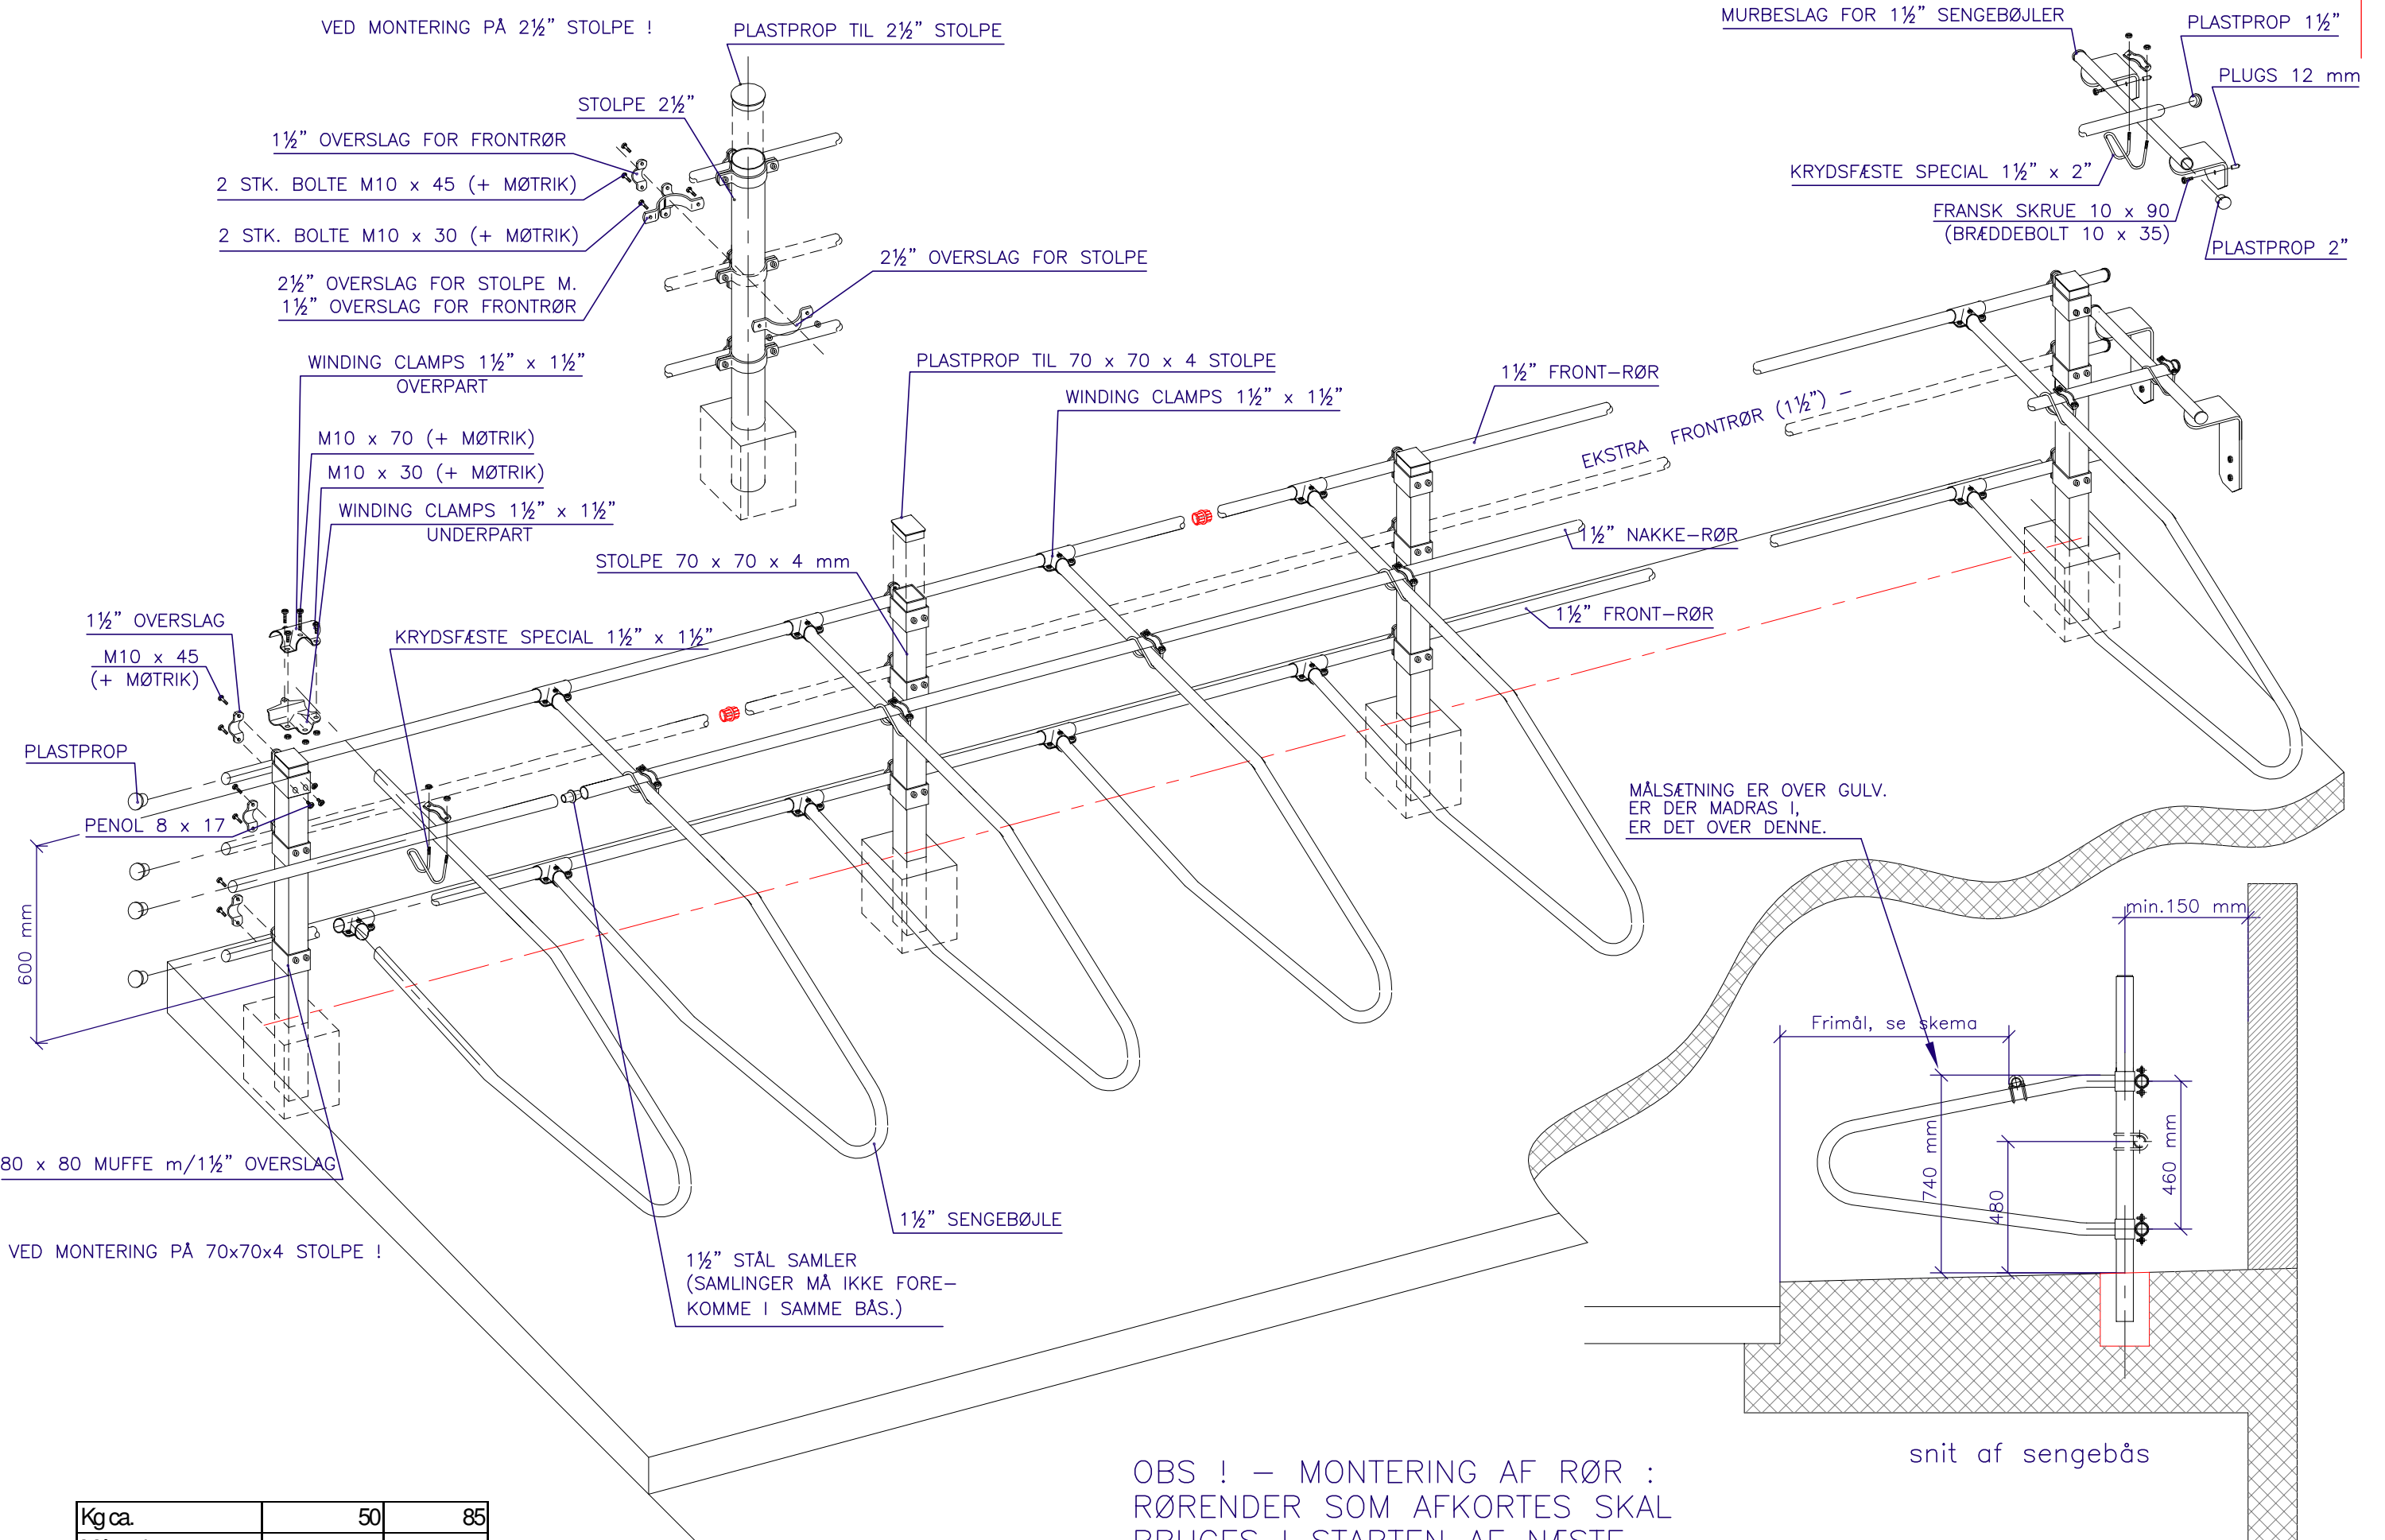 VED MONTERING PÅ 2½" STOLPE !
PLASTPROP TIL 2½" STOLPE
STOLPE 2½"
1½" OVERSLAG FOR FRONTRØR
2 STK. BOLTE M10 x 45 (+ MØTRIK)
2 STK. BOLTE M10 x 30 (+ MØTRIK)
2½" OVERSLAG FOR STOLPE M.
1½" OVERSLAG FOR FRONTRØR
2½" OVERSLAG FOR STOLPE
MURBESLAG FOR 1½" SENGEBØJLER
PLASTPROP 1½"
PLUGS 12 mm
KRYDSFÆSTE SPECIAL 1½" x 2"
FRANSK SKRUE 10 x 90
(BRÆDDEBOLT 10 x 35)
PLASTPROP 2"
WINDING CLAMPS 1½" x 1½"
OVERPART
M10 x 70 (+ MØTRIK)
M10 x 30 (+ MØTRIK)
WINDING CLAMPS 1½" x 1½"
UNDERPART
PLASTPROP TIL 70 x 70 x 4 STOLPE
WINDING CLAMPS 1½" x 1½"
1½" FRONT-RØR
EKSTRA FRONTRØR (1½") -
1½" NAKKE-RØR
1½" FRONT-RØR
STOLPE 70 x 70 x 4 mm
1½" OVERSLAG
M10 x 45
(+ MØTRIK)
KRYDSFÆSTE SPECIAL 1½" x 1½"
PLASTPROP
PENOL 8 x 17
600 mm
80 x 80 MUFFE m/1½" OVERSLAG
VED MONTERING PÅ 70x70x4 STOLPE !
1½" SENGEBØJLE
1½" STÅL SAMLER
(SAMLINGER MÅ IKKE FORE-
KOMME I SAMME BÅS.)
MÅLSÆTNING ER OVER GULV.
ER DER MADRAS I,
ER DET OVER DENNE.
min.150 mm
Frimål, se skema
740 mm
480
460 mm
snit af sengebås
OBS ! - MONTERING AF RØR :
RØRENDER SOM AFKORTES SKAL
BRUGES I STARTEN AF NÆSTE
Kg ca. 50 85